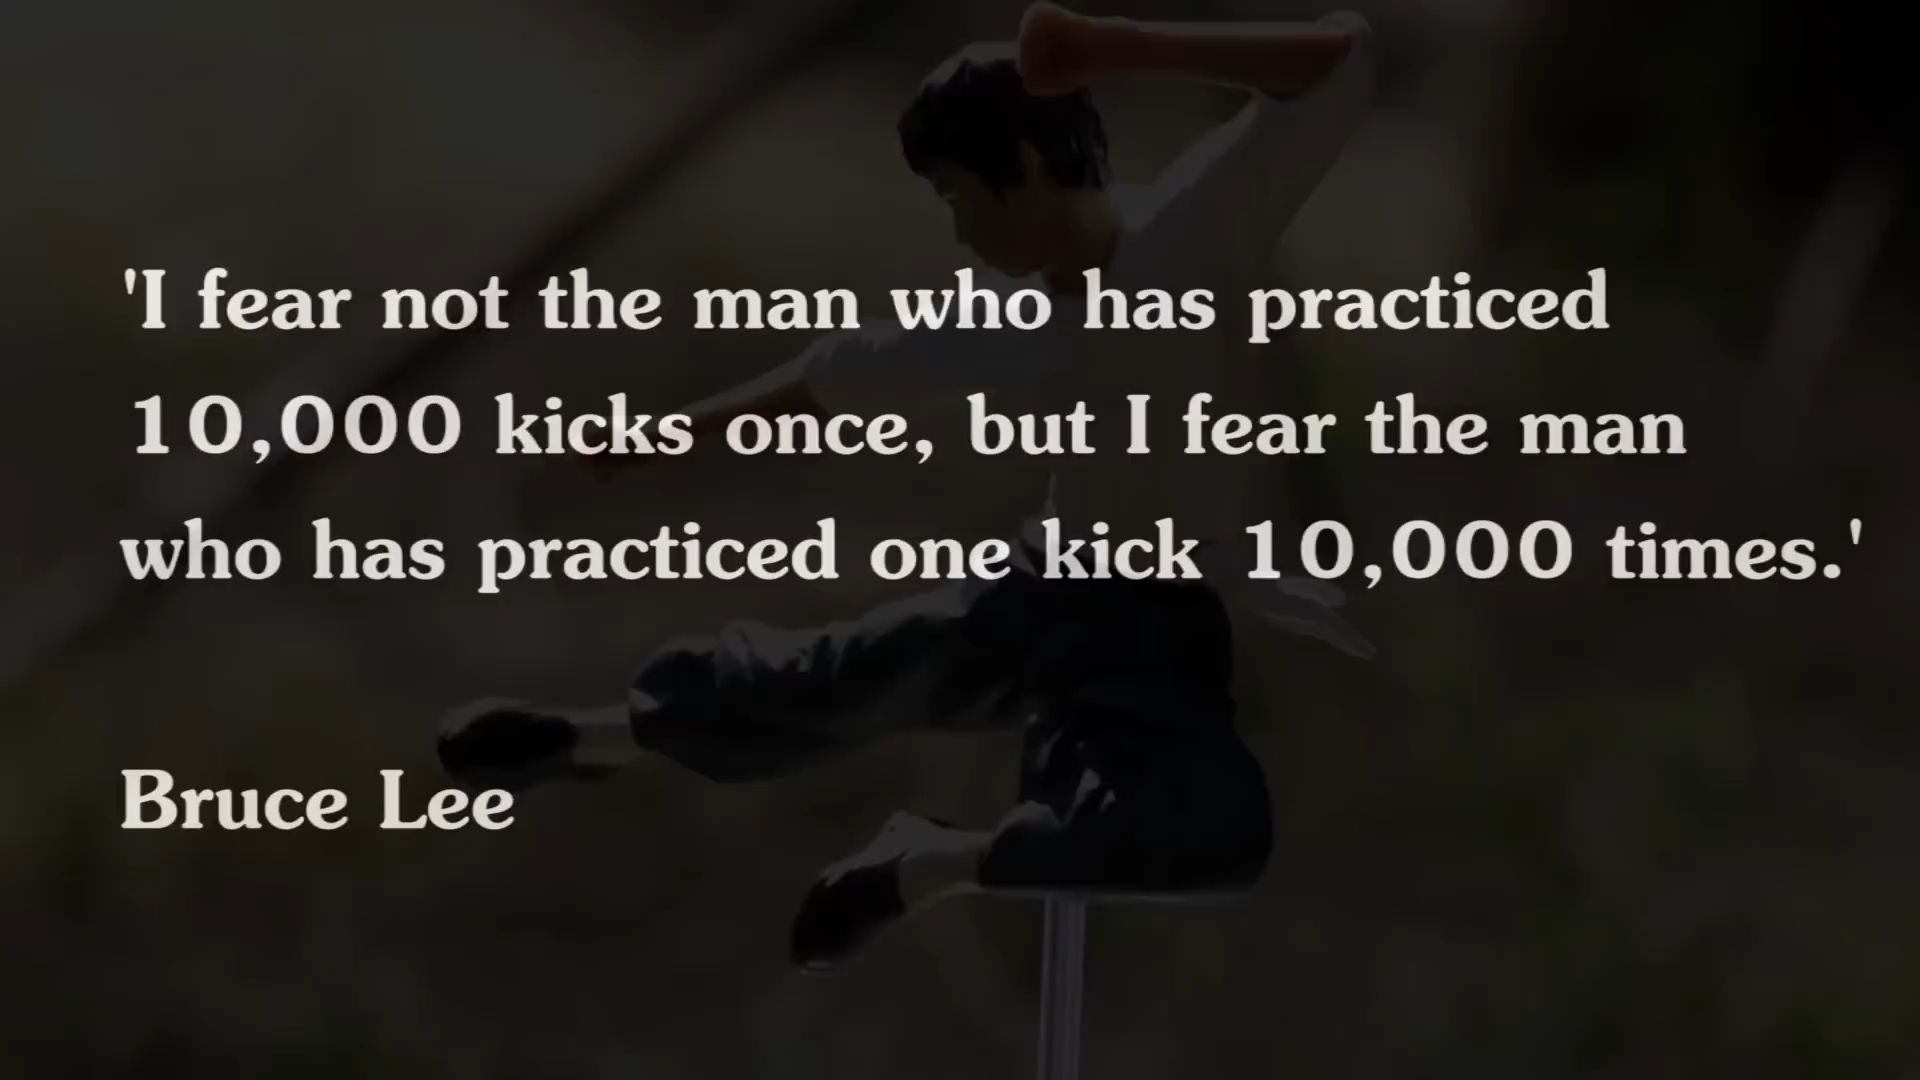 'I fear not the man who has practiced
10,000 kicks once, but I fear the man
who has practiced one kick 10,000 times.'
Bruce Lee